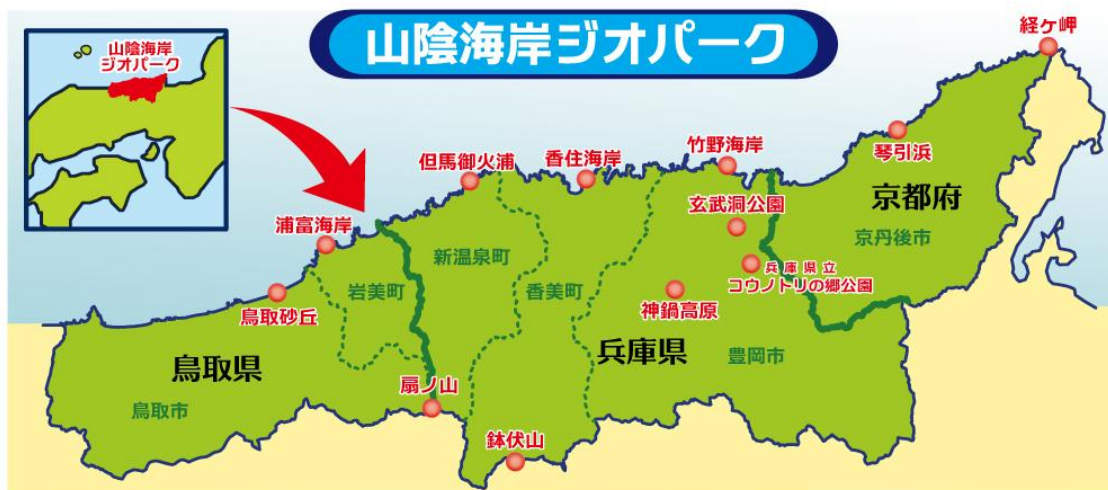 山陰海岸ジオパーク
山陰海岸
ジオパーク
経ケ岬
琴引浜
竹野海岸
香住海岸
但馬御火浦
京都府
玄武洞公園
浦富海岸
京丹後市
新温泉町
兵庫県立
コウノトリの郷公園
岩美町
香美町
神鍋高原
鳥取砂丘
兵庫県
豊岡市
鳥取県
扇ノ山
鳥取市
鉢伏山